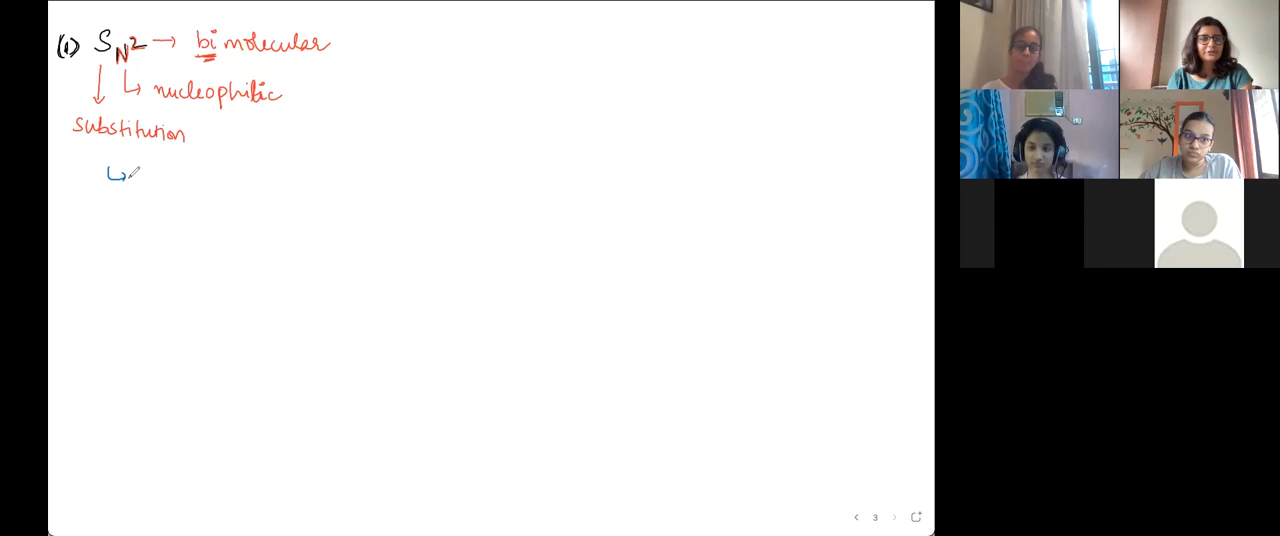 (1) SN2 → bimolecular
↳ nucleophilic
substitution
↳
3